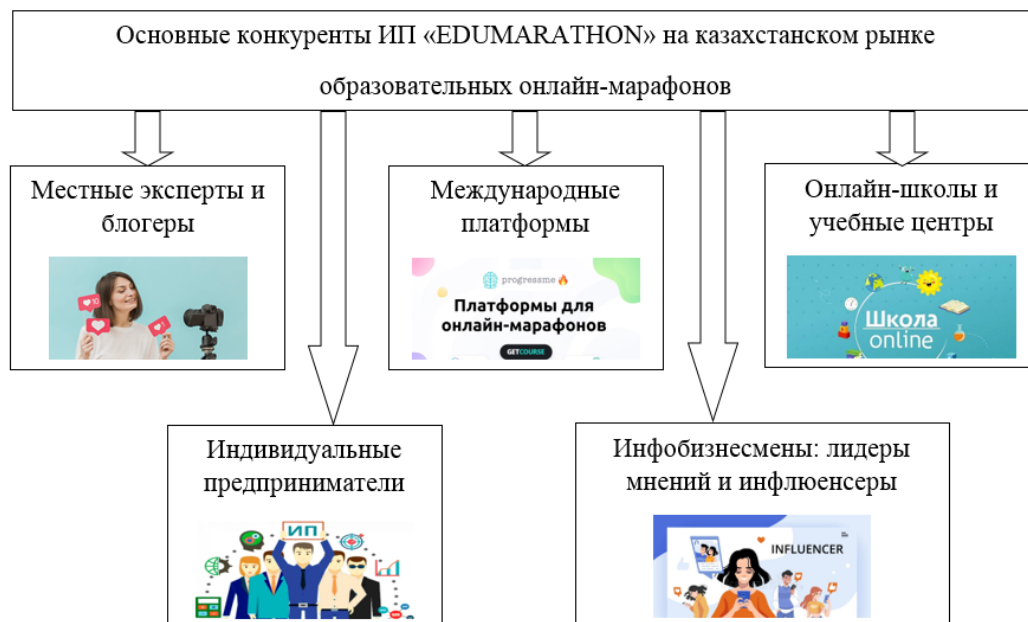 Основные конкуренты ИП «EDUMARATHON» на казахстанском рынке
образовательных онлайн-марафонов
Местные эксперты и
блогеры
Международные
платформы
progressme
Платформы для
онлайн-марафонов
GETCOURSE
Онлайн-школы и
учебные центры
Школа
online
Индивидуальные
предприниматели
ИП
Инфобизнесмены: лидеры
мнений и инфлюенсеры
INFLUENCER